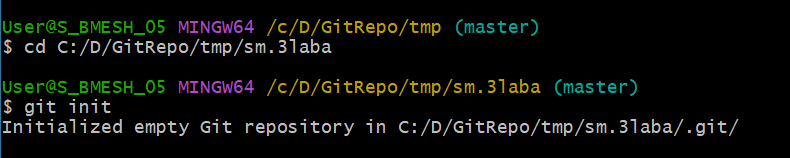 User@S_BMESH_05 MINGW64 /c/D/GitRepo/tmp (master)
$ cd C:/D/GitRepo/tmp/sm.3laba
User@S_BMESH_05 MINGW64 /c/D/GitRepo/tmp/sm.3laba (master)
$ git init
Initialized empty Git repository in C:/D/GitRepo/tmp/sm.3laba/.git/